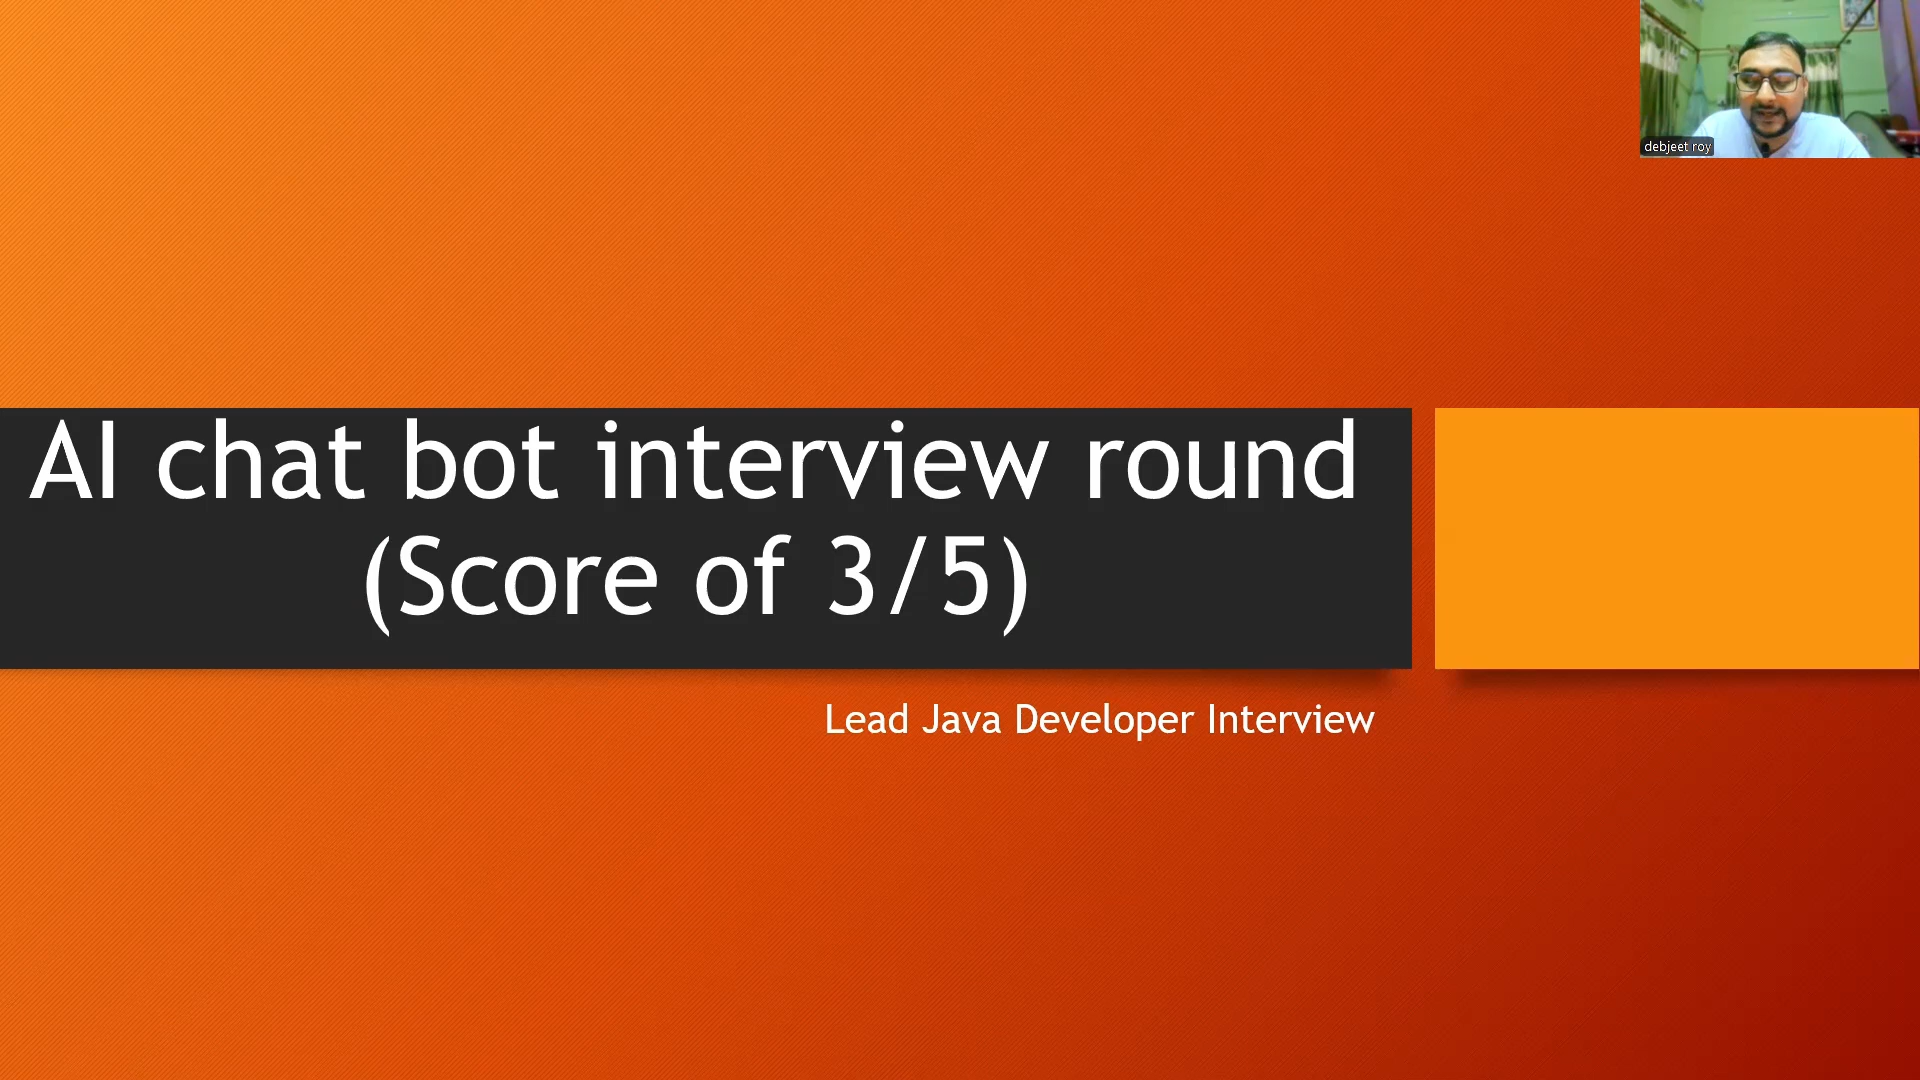 debjeet roy
AI chat bot interview round
(Score of 3/5)
Lead Java Developer Interview